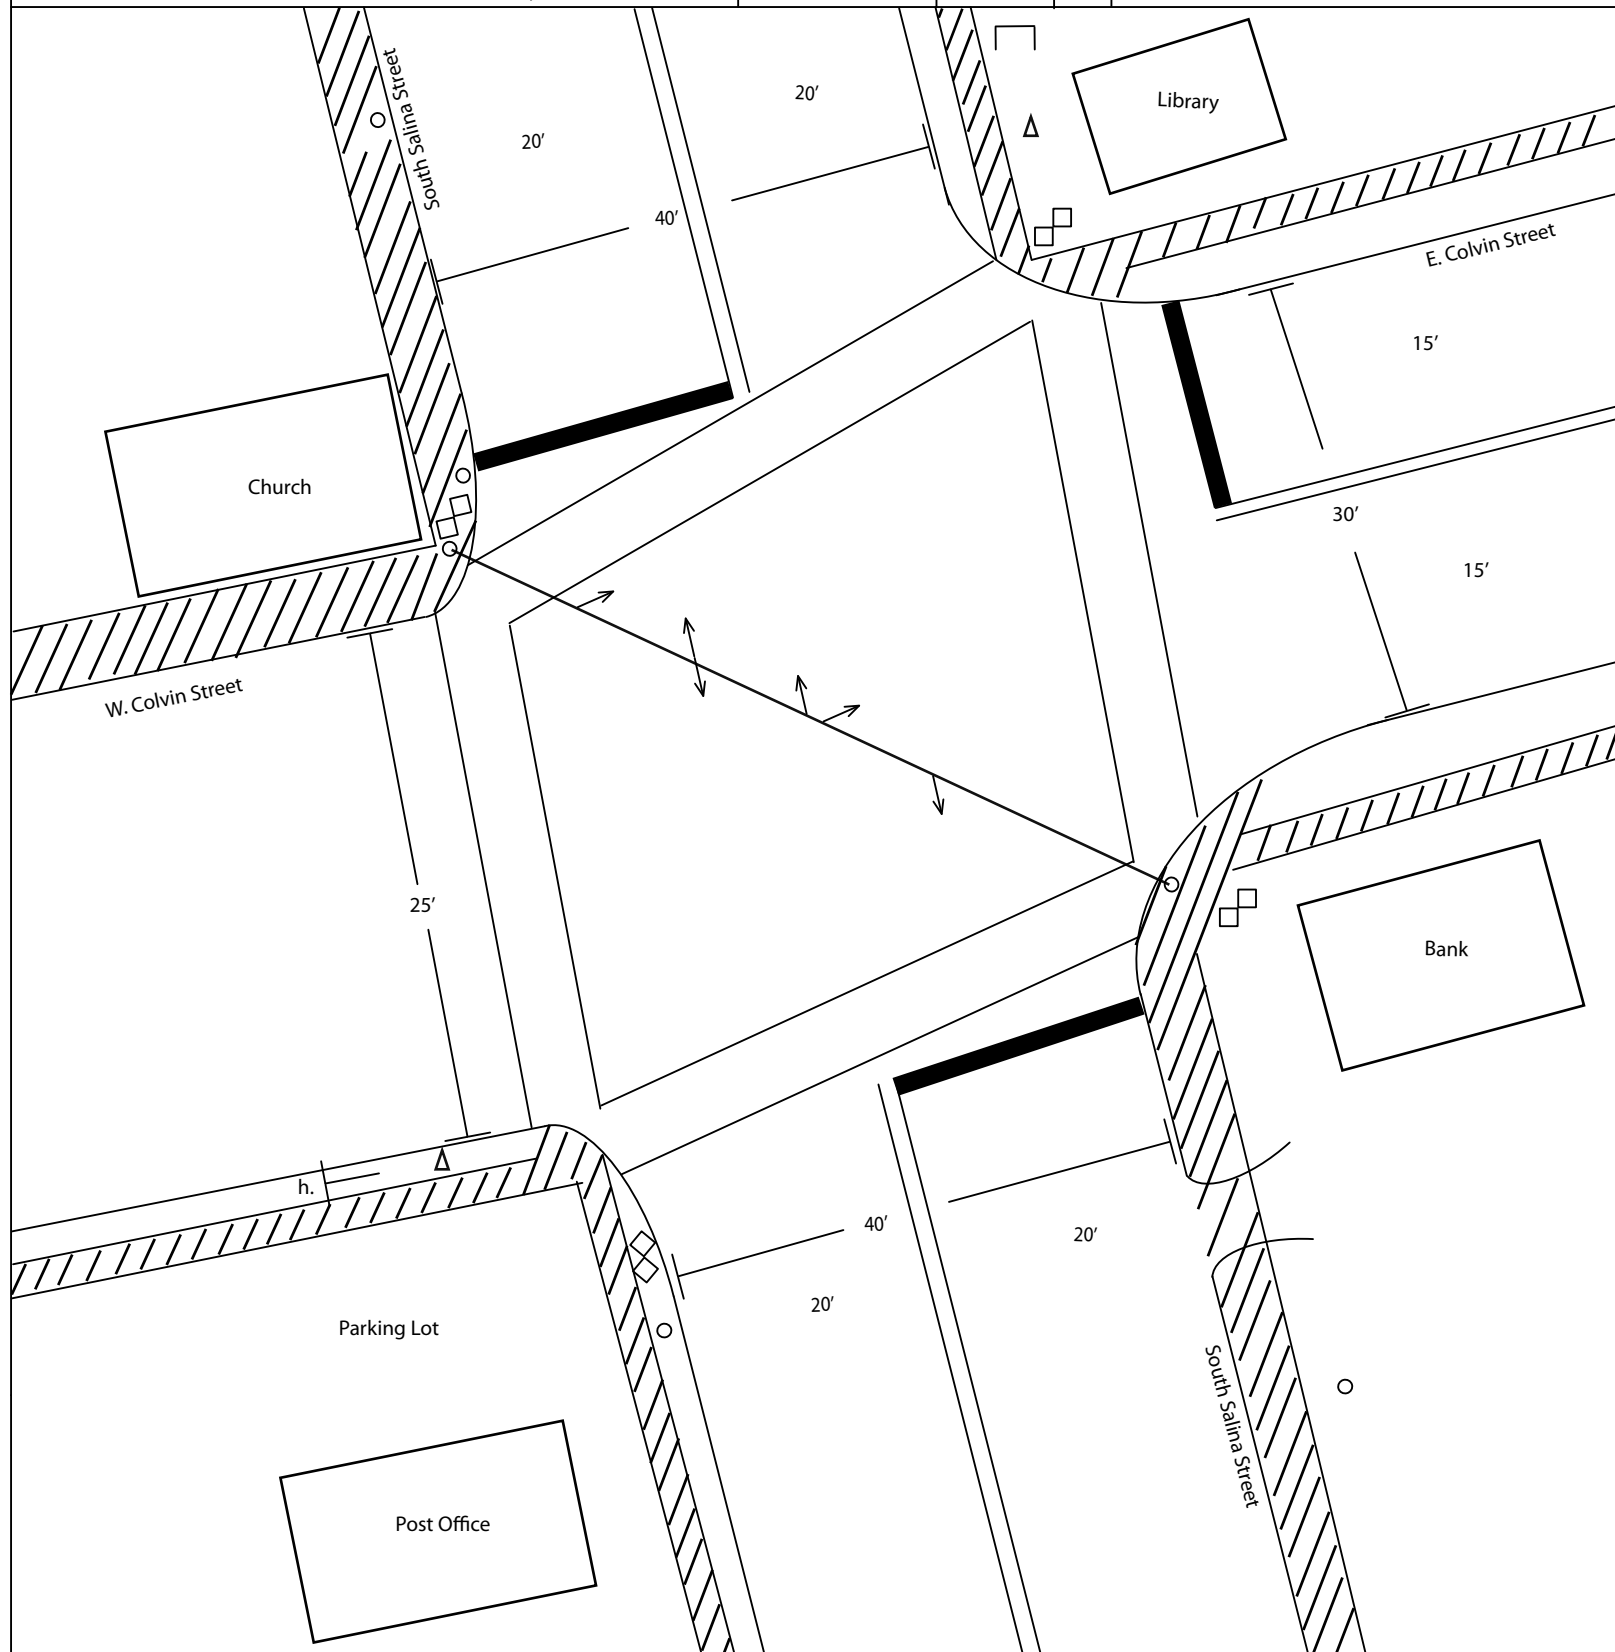 South Salina Street
20’
20’
40’
Library
E. Colvin Street
15’
Church
30’
15’
W. Colvin Street
25’
Bank
h.
40’
20’
20’
Parking Lot
South Salina Street
Post Office